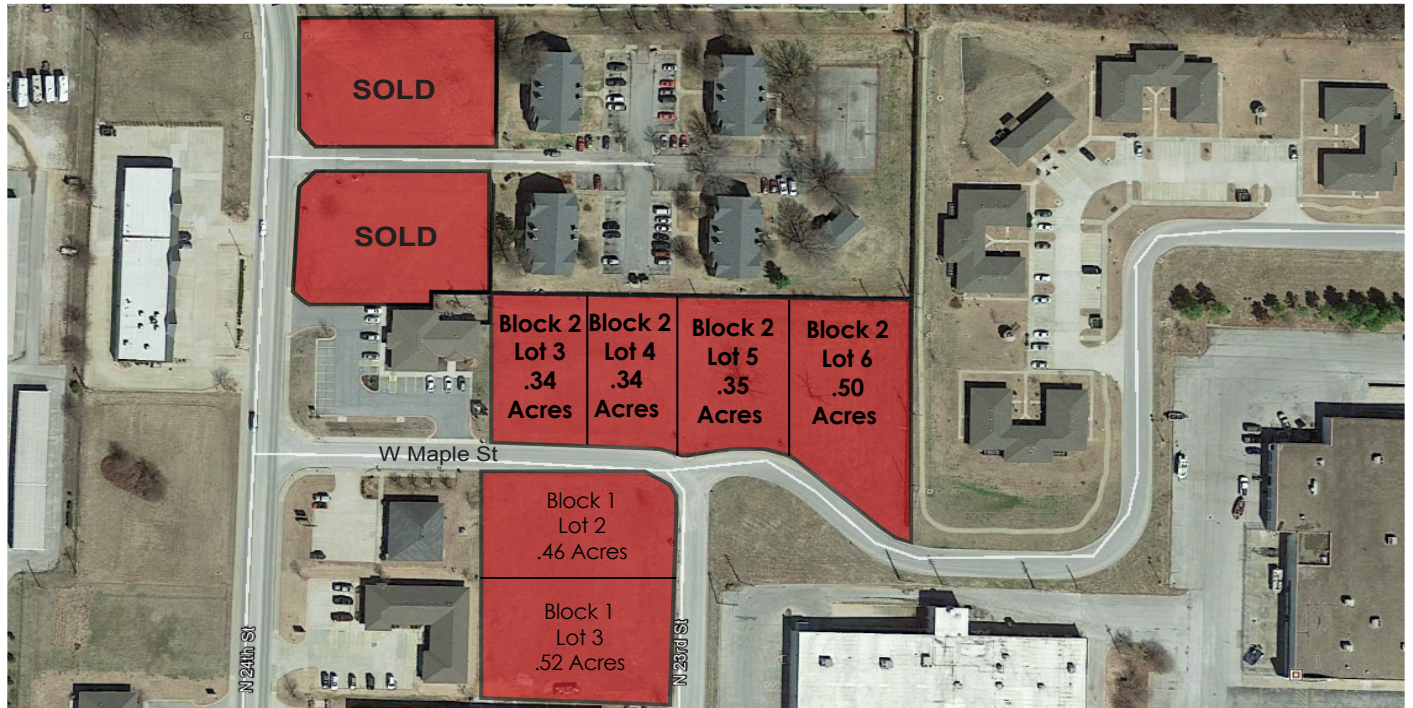 SOLD
SOLD
Block 2
Lot 3
.34
Acres
Block 2
Lot 4
.34
Acres
Block 2
Lot 5
.35
Acres
Block 2
Lot 6
.50
Acres
W Maple St
Block 1
Lot 2
.46 Acres
Block 1
Lot 3
.52 Acres
N 24th St
N 23rd St